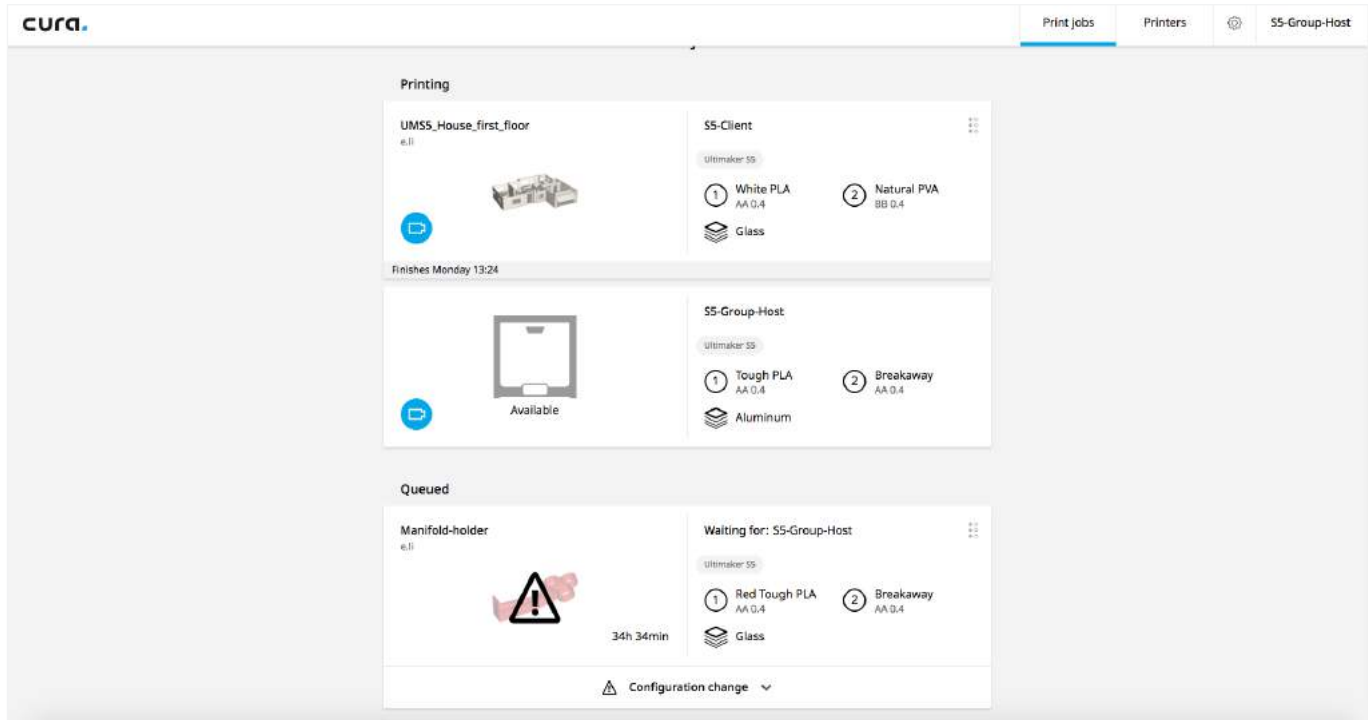 cura.
Print jobs
Printers
S5-Group-Host
Printing
UMS5_House_first_floor
e.li
S5-Client
Ultimaker S5
1 White PLA
AA 0.4
2 Natural PVA
BB 0.4
Glass
Finishes Monday 13:24
Available
S5-Group-Host
Ultimaker S5
1 Tough PLA
AA 0.4
2 Breakaway
AA 0.4
Aluminum
Queued
Manifold-holder
e.li
34h 34min
Waiting for: S5-Group-Host
Ultimaker S5
1 Red Tough PLA
AA 0.4
2 Breakaway
AA 0.4
Glass
Configuration change